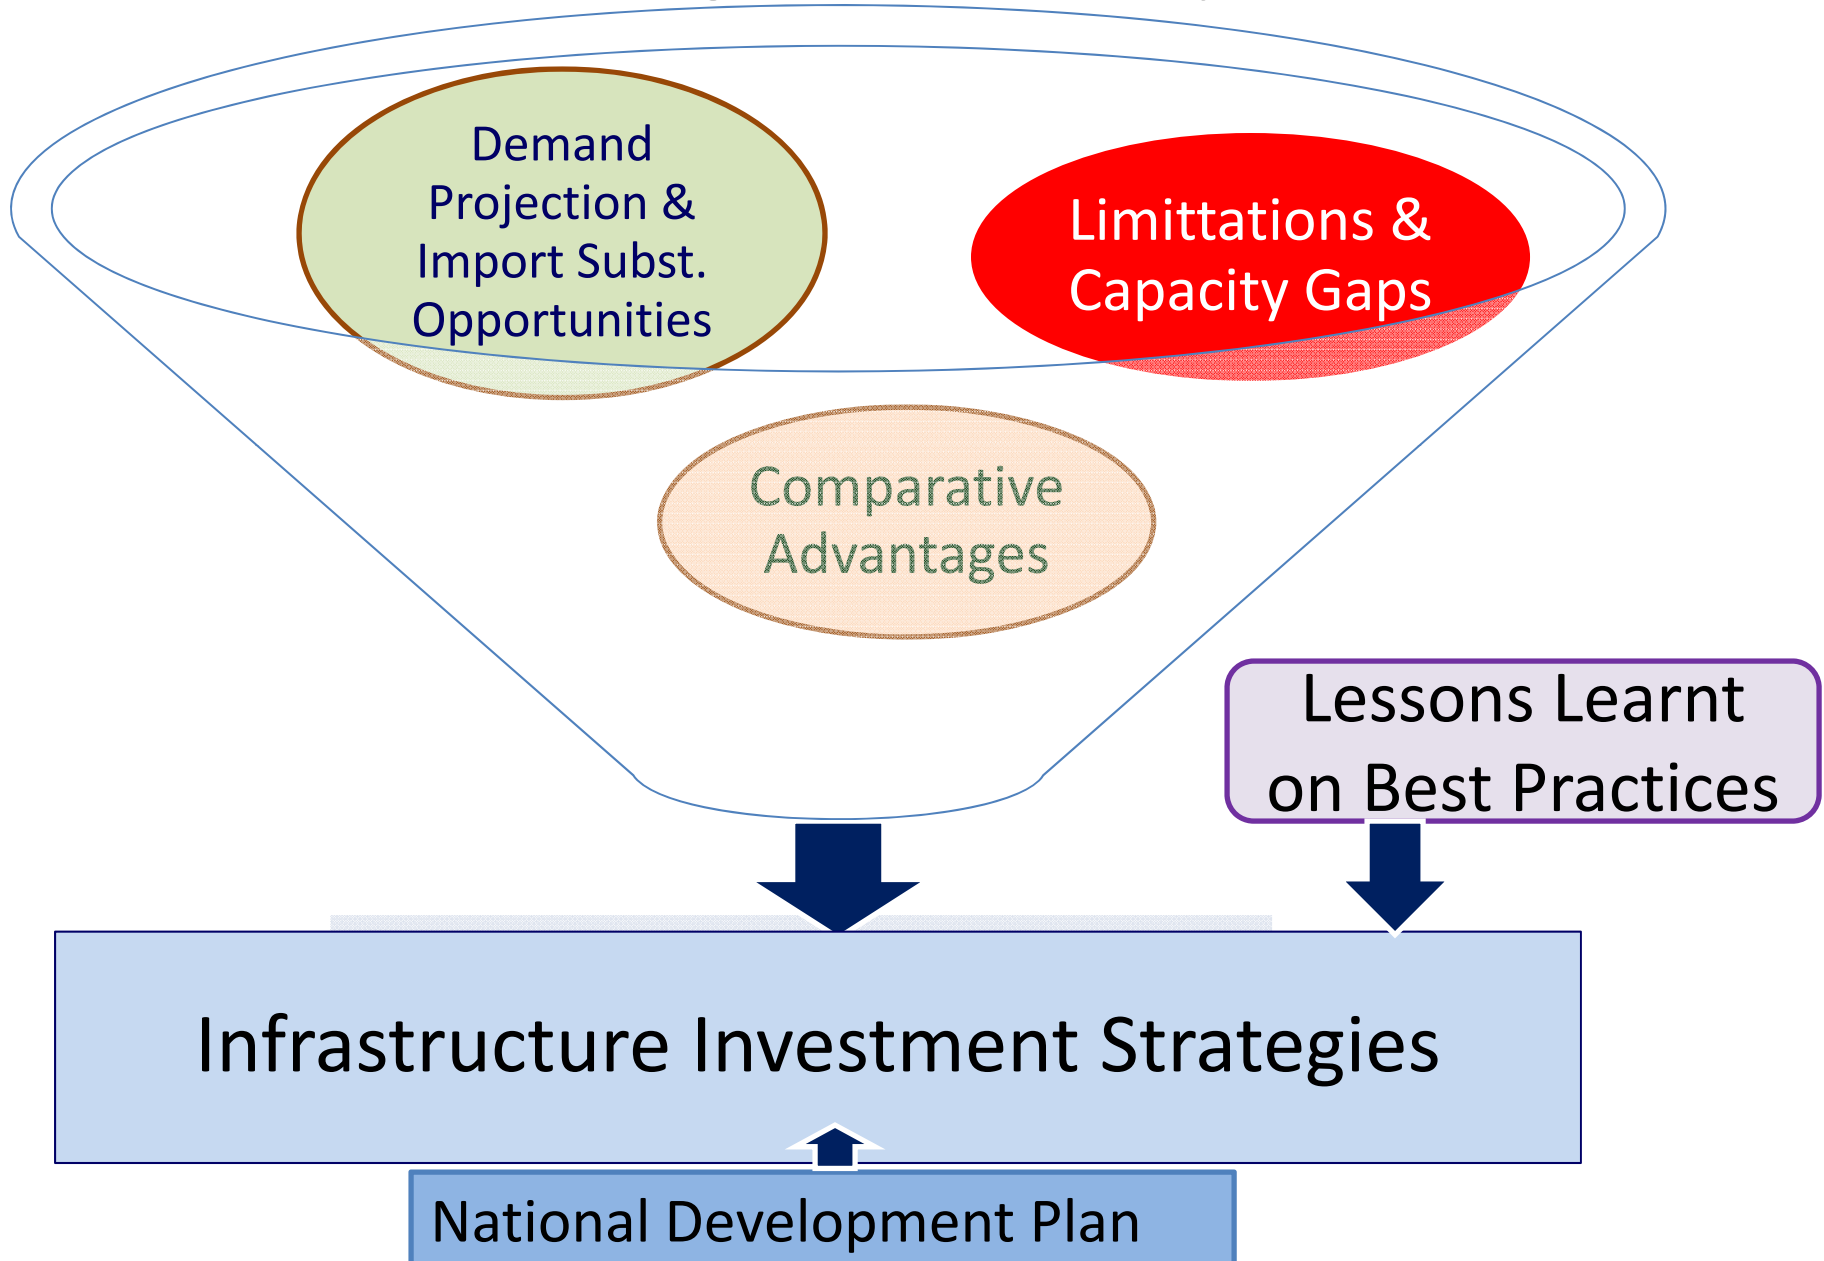 Demand
Projection &
Import Subst.
Opportunities
Limittations &
Capacity Gaps
Comparative
Advantages
Lessons Learnt
on Best Practices
Infrastructure Investment Strategies
National Development Plan